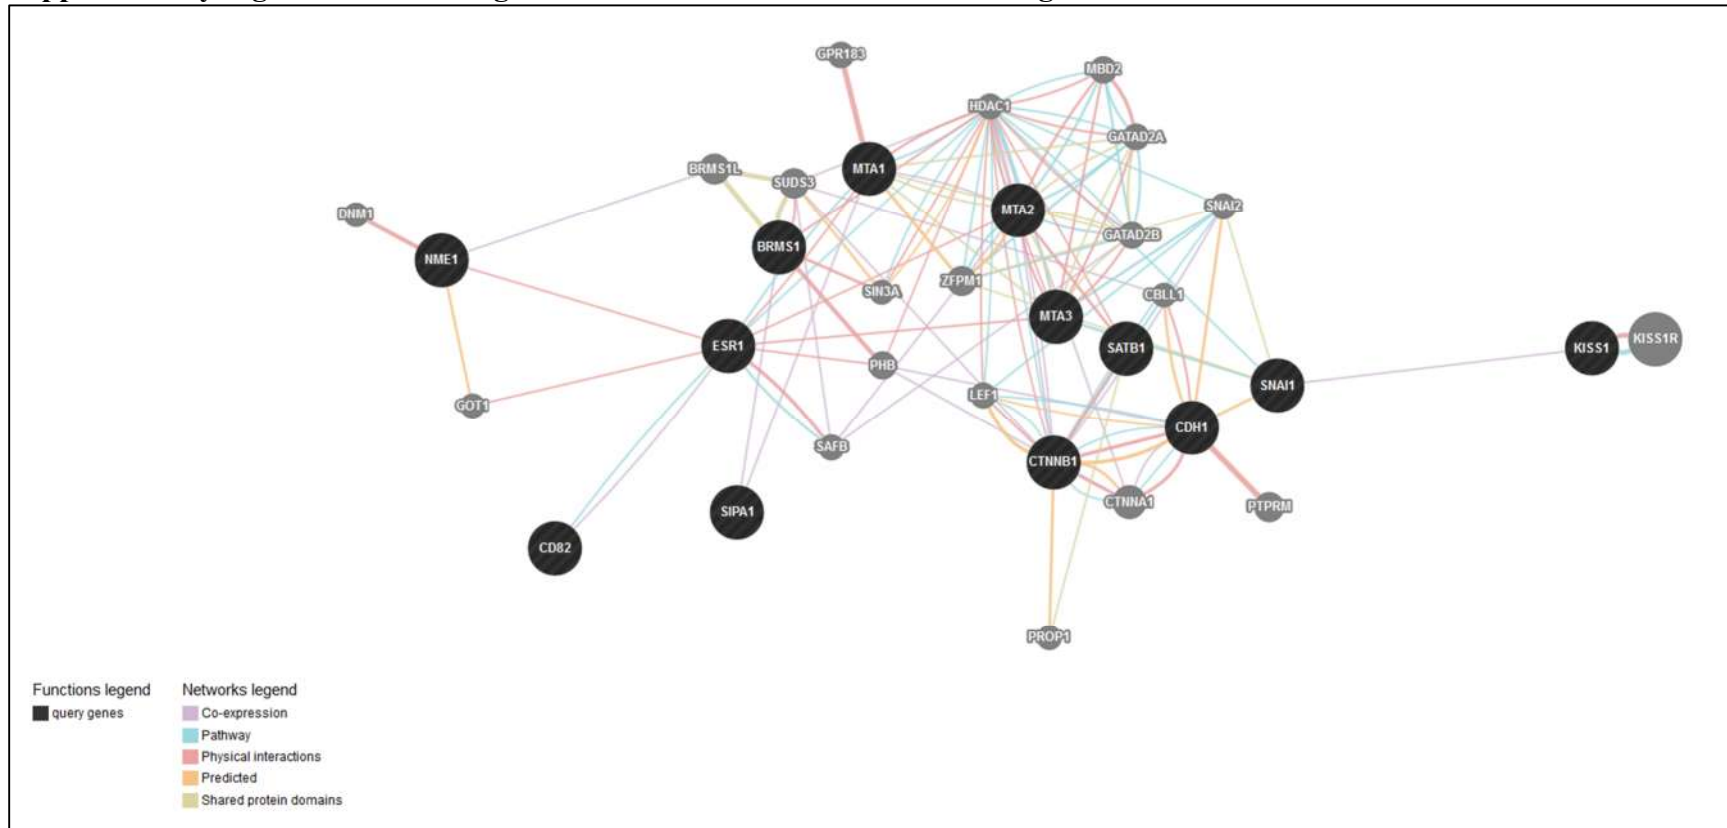 GPR183
MBD2
HDAC1
GATAD2A
BRMS1L
SUDS3
MTA1
DNM1
MTA2
SNAI2
NME1
BRMS1
GATAD2B
SIN3A
ZFPM1
CBLL1
MTA3
ESR1
SATB1
KISS1
KISS1R
PHB
SNAI1
GOT1
LEF1
CDH1
SAFB
CTNNB1
CTNNA1
PTPRM
SIPA1
CD82
PROP1
Functions legend
query genes
Networks legend
Co-expression
Pathway
Physical interactions
Predicted
Shared protein domains